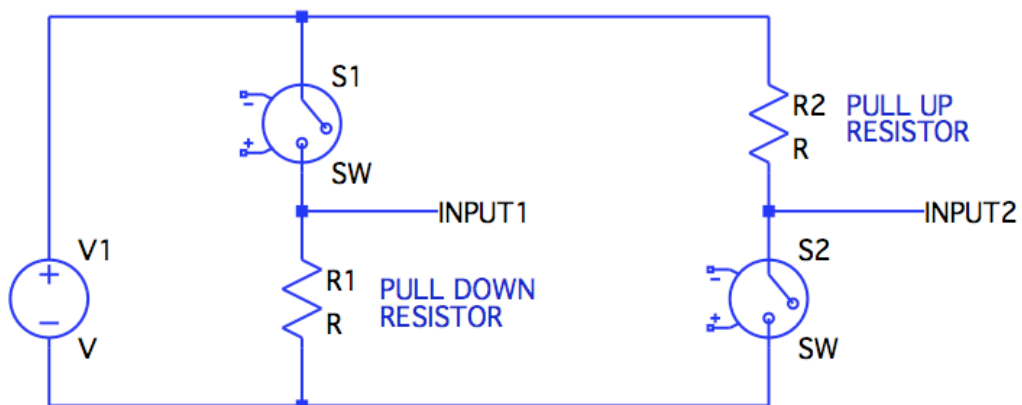 S1
SW
INPUT1
R2
R
PULL UP
RESISTOR
INPUT2
V1
V
R1
R
PULL DOWN
RESISTOR
S2
SW